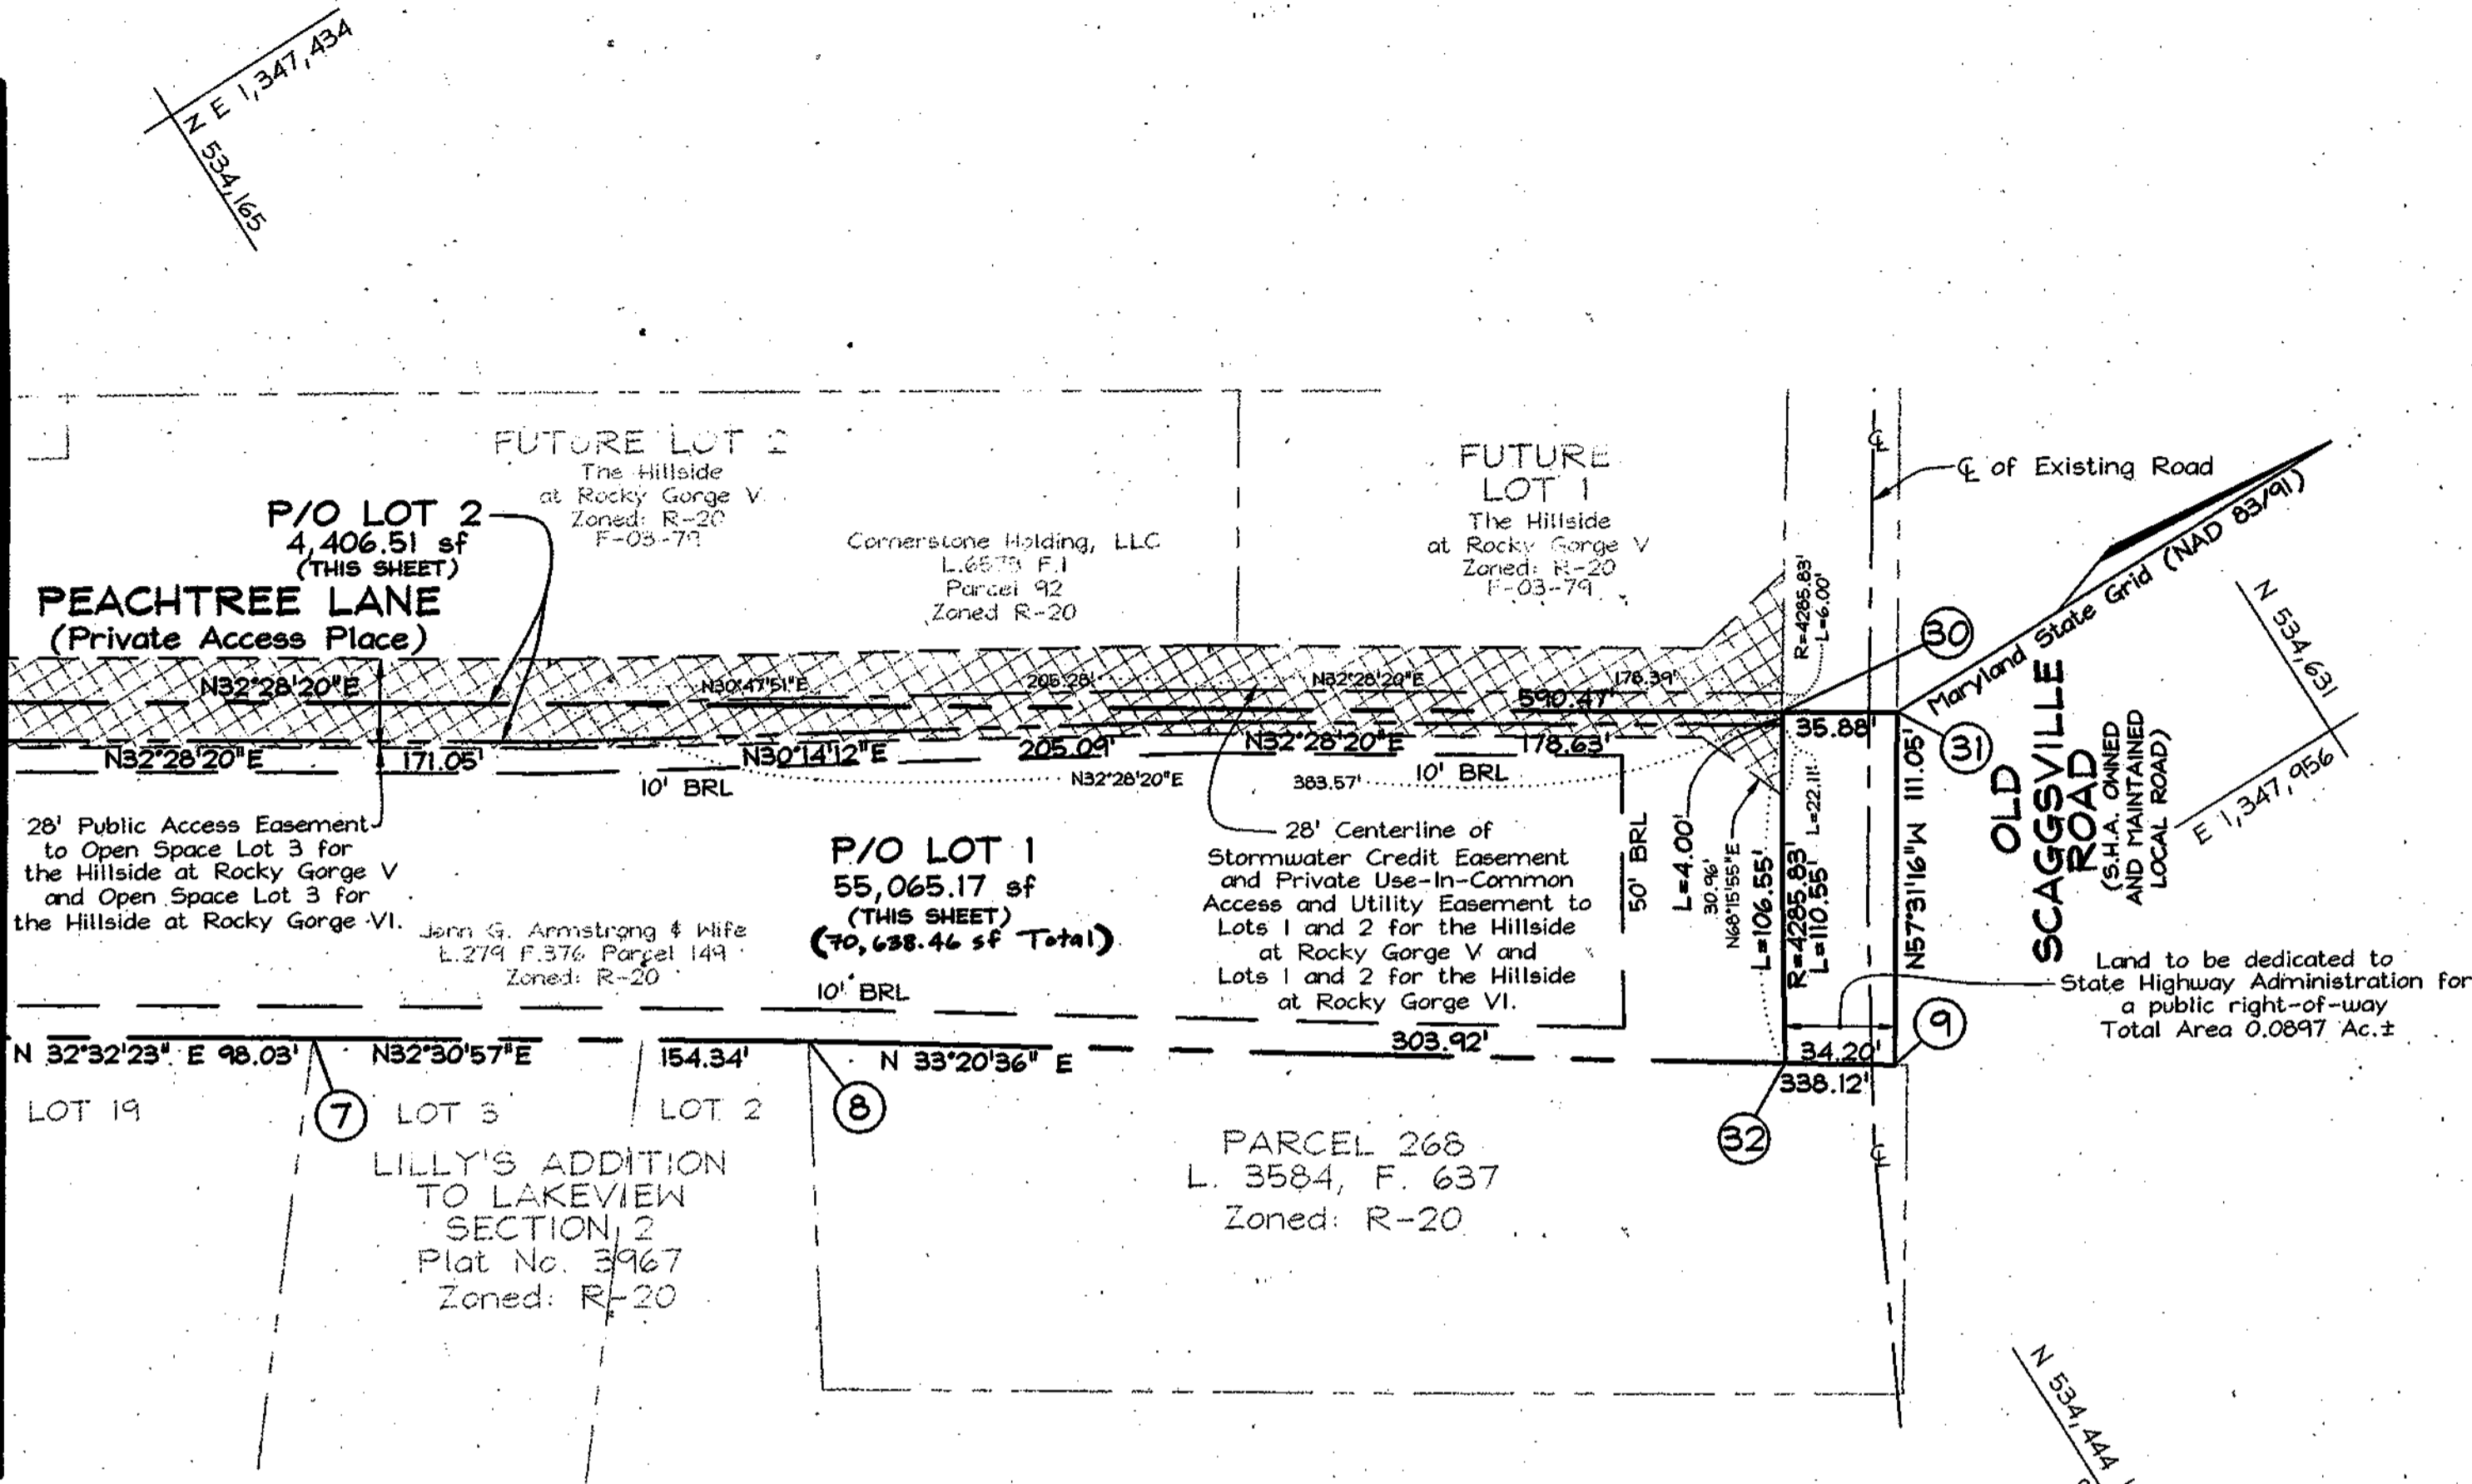 N E 1,347,434
N 534,165
FUTURE LOT 2
The Hillside
at Rocky Gorge V
Zoned: R-20
F-03-79
P/O LOT 2
4,406.51 sf
(THIS SHEET)
PEACHTREE LANE
(Private Access Place)
Cornerstone Holding, LLC
Parcel 92
Zoned R-20
FUTURE
LOT 1
The Hillside
at Rocky Gorge V
Zoned: R-20
F-03-79
R=4285.83'
L=6.00'
℄
℄ of Existing Road
Maryland State Grid (NAD 83/91)
N 534,631
E 1,347,956
30
31
N32°28'20"E
N30°47'51"E
205.28'
N32°28'20"E
178.39'
590.47'
35.88'
N32°28'20"E
171.05'
N30°14'12"E
205.09'
N32°28'20"E
178.63'
10' BRL
N32°28'20"E
383.57'
10' BRL
28' Public Access Easement
to Open Space Lot 3 for
the Hillside at Rocky Gorge V
and Open Space Lot 3 for
the Hillside at Rocky Gorge VI.
John G. Armstrong & Wife
L.279 F.376 Parcel 149
Zoned: R-20
P/O LOT 1
55,065.17 sf
(THIS SHEET)
(70,638.46 sf Total)
10' BRL
28' Centerline of
Stormwater Credit Easement
and Private Use-In-Common
Access and Utility Easement to
Lots 1 and 2 for the Hillside
at Rocky Gorge V and
Lots 1 and 2 for the Hillside
at Rocky Gorge VI.
50' BRL
L=4.00'
30.96'
N68°15'55"E
L=106.55'
R=4285.83'
L=110.55'
L=22.11'
N57°31'16"W 111.05'
OLD
SCAGGSVILLE
ROAD
(S.H.A. OWNED
AND MAINTAINED
LOCAL ROAD)
Land to be dedicated to
State Highway Administration for
a public right-of-way
Total Area 0.0897 Ac.±
N 32°32'23" E 98.03'
N32°30'57"E
154.34'
N 33°20'36" E
303.92'
34.20'
338.12'
9
7
8
32
LOT 19
LOT 3
LOT 2
LILLY'S ADDITION
TO LAKEVIEW
SECTION 2
Plat No. 3967
Zoned: R-20
PARCEL 268
L. 3584, F. 637
Zoned: R-20
℄
N 534,444